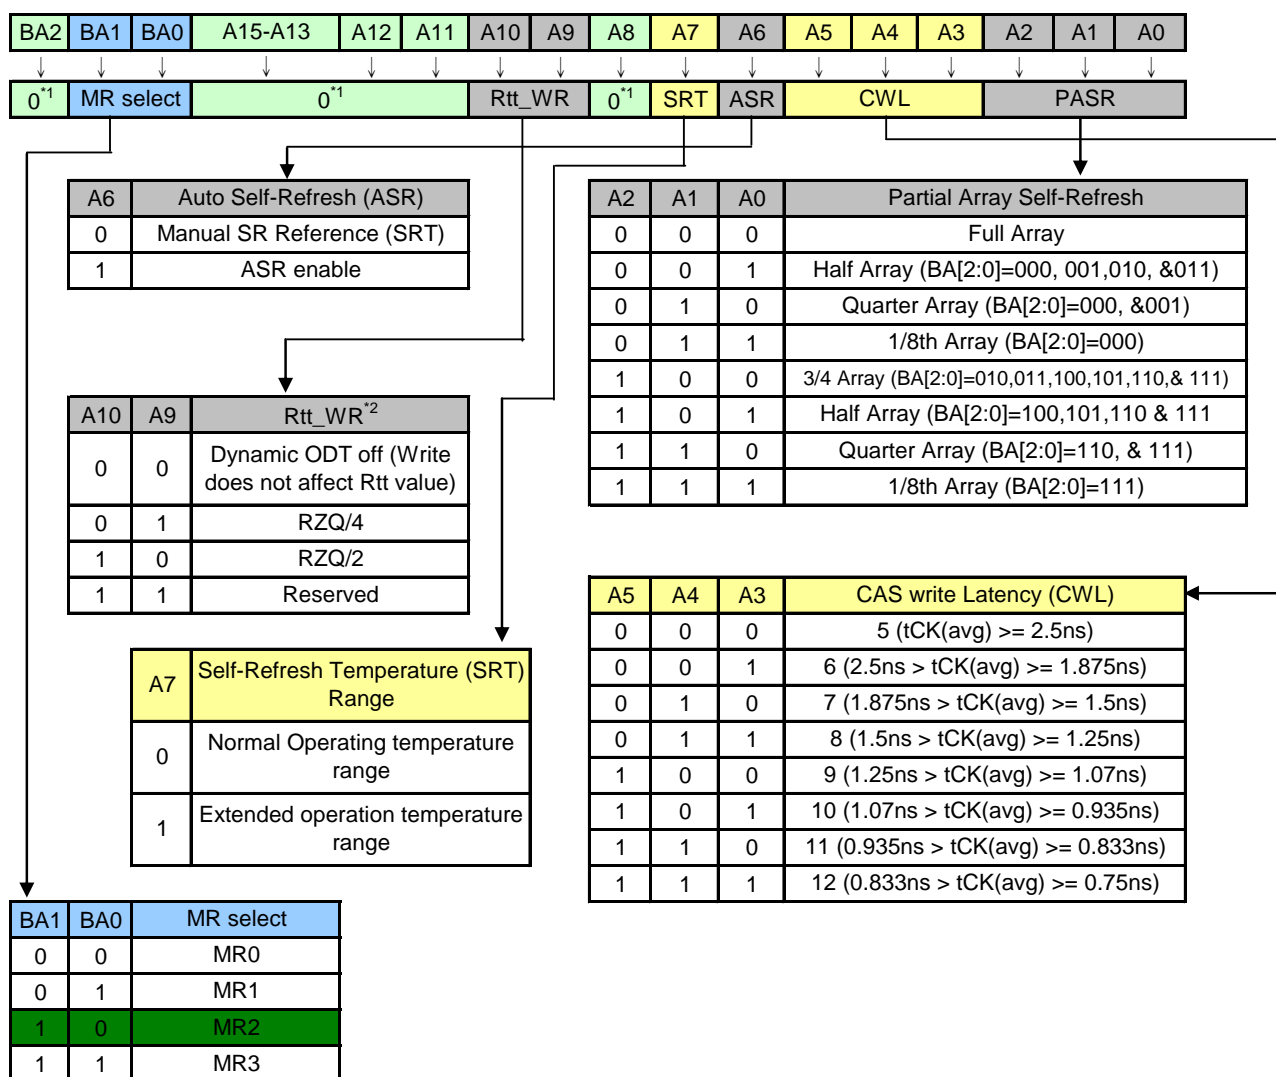 BA2 BA1 BA0 A15-A13 A12 A11 A10 A9 A8 A7 A6 A5 A4 A3 A2 A1 A0
0*1 MR select 0*1 Rtt_WR 0*1 SRT ASR CWL PASR
A6 Auto Self-Refresh (ASR)
0 Manual SR Reference (SRT)
1 ASR enable
A2 A1 A0 Partial Array Self-Refresh
0 0 0 Full Array
0 0 1 Half Array (BA[2:0]=000, 001,010, &011)
0 1 0 Quarter Array (BA[2:0]=000, &001)
0 1 1 1/8th Array (BA[2:0]=000)
1 0 0 3/4 Array (BA[2:0]=010,011,100,101,110,& 111)
1 0 1 Half Array (BA[2:0]=100,101,110 & 111
1 1 0 Quarter Array (BA[2:0]=110, & 111)
1 1 1 1/8th Array (BA[2:0]=111)
A10 A9 Rtt_WR*2
0 0 Dynamic ODT off (Write
does not affect Rtt value)
0 1 RZQ/4
1 0 RZQ/2
1 1 Reserved
A5 A4 A3 CAS write Latency (CWL)
0 0 0 5 (tCK(avg) >= 2.5ns)
0 0 1 6 (2.5ns > tCK(avg) >= 1.875ns)
0 1 0 7 (1.875ns > tCK(avg) >= 1.5ns)
0 1 1 8 (1.5ns > tCK(avg) >= 1.25ns)
1 0 0 9 (1.25ns > tCK(avg) >= 1.07ns)
1 0 1 10 (1.07ns > tCK(avg) >= 0.935ns)
1 1 0 11 (0.935ns > tCK(avg) >= 0.833ns)
1 1 1 12 (0.833ns > tCK(avg) >= 0.75ns)
A7 Self-Refresh Temperature (SRT)
Range
0 Normal Operating temperature
range
1 Extended operation temperature
range
BA1 BA0 MR select
0 0 MR0
0 1 MR1
1 0 MR2
1 1 MR3